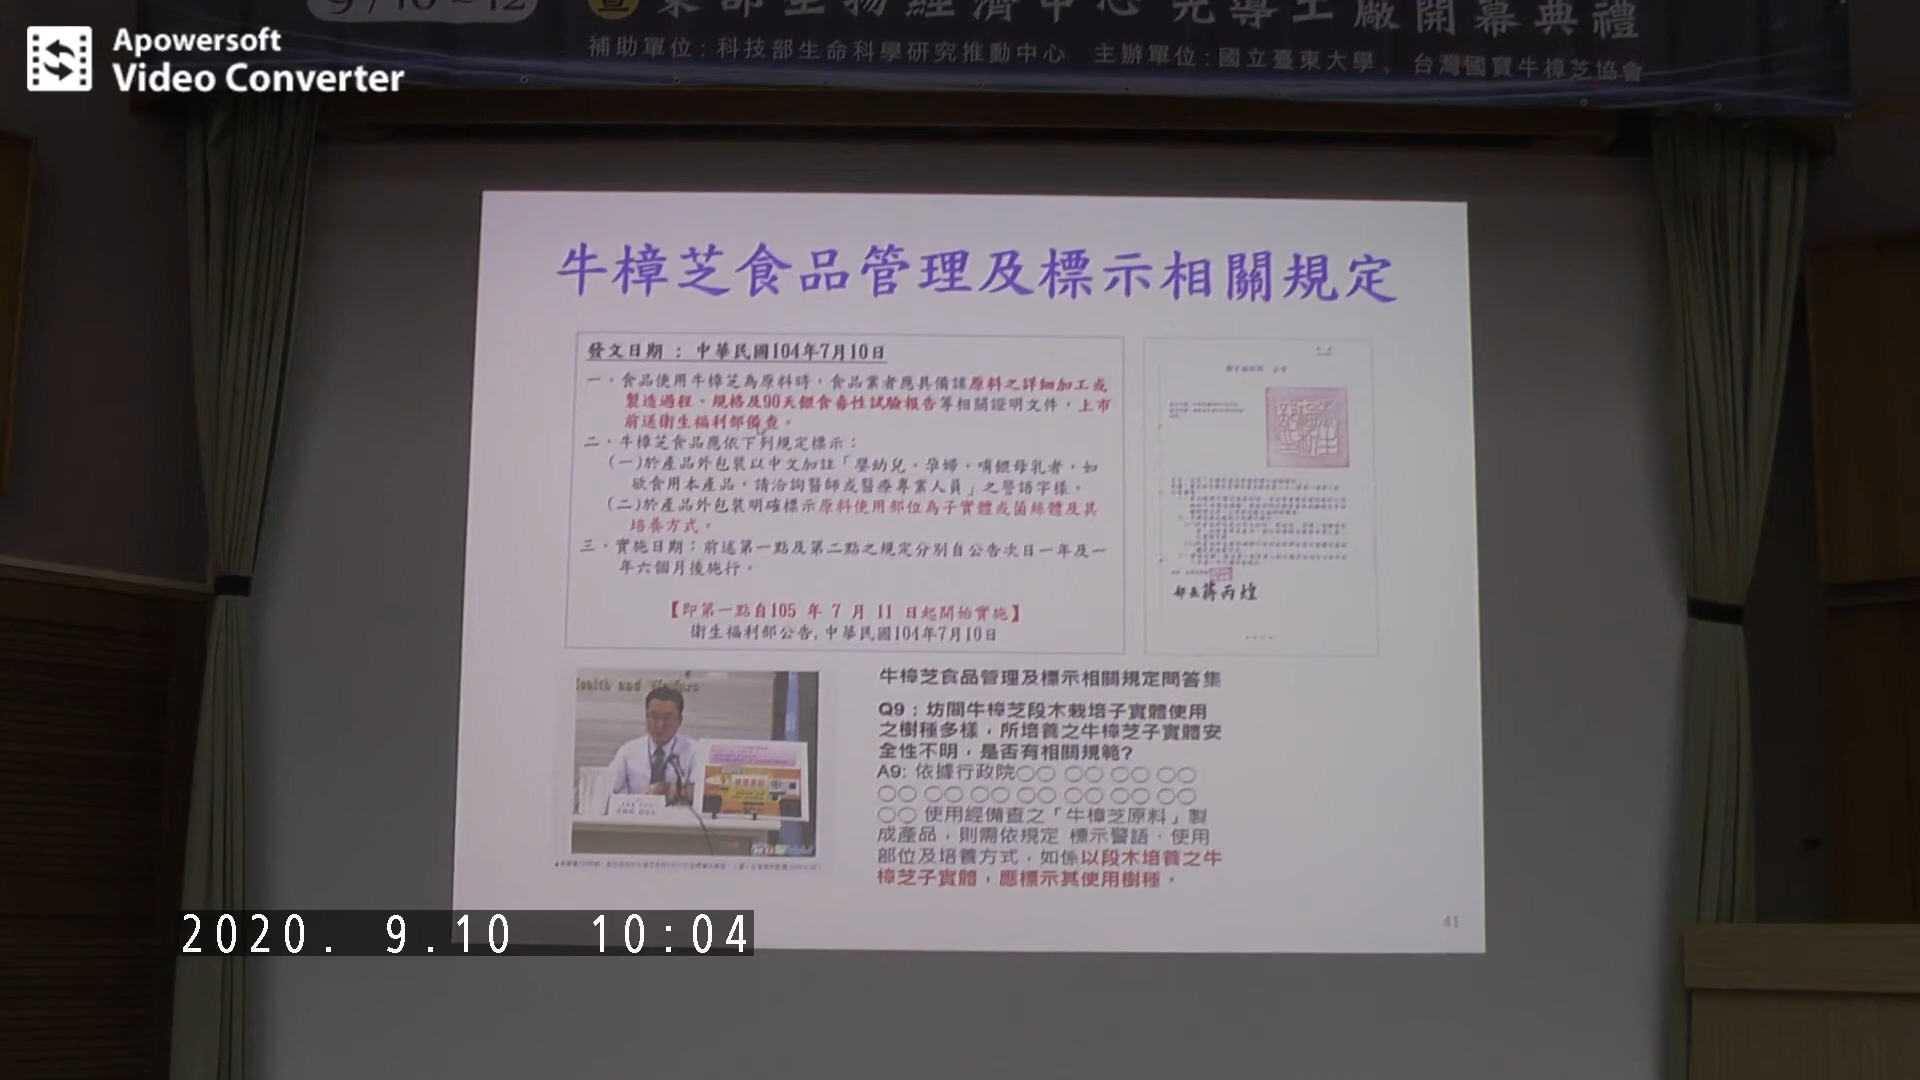 Apowersoft
Video Converter
9/10~12
東部生物經濟中心先導工廠開幕典禮
補助單位:科技部生命科學研究推動中心 主辦單位:國立臺東大學、台灣國寶牛樟芝協會
牛樟芝食品管理及標示相關規定
發文日期：中華民國104年7月10日
一、食品使用牛樟芝為原料時，食品業者應具備該原料之詳細加工或
製造過程、規格及90天餵食毒性試驗報告等相關證明文件，上市
前送衛生福利部備查。
二、牛樟芝食品應依下列規定標示：
(一)於產品外包裝以中文加註「嬰幼兒、孕婦、哺餵母乳者，如
欲食用本產品，請洽詢醫師或醫療專業人員」之警語字樣。
(二)於產品外包裝明確標示原料使用部位為子實體或菌絲體及其
培養方式。
三、實施日期：前述第一點及第二點之規定分別自公告次日一年及一
年六個月後施行。
【即第一點自105 年 7 月 11 日起開始實施】
衛生福利部公告,中華民國104年7月10日
部長蔣丙煌
Health and Welfare
牛樟芝食品管理及標示相關規定問答集
Q9：坊間牛樟芝段木栽培子實體使用
之樹種多樣，所培養之牛樟芝子實體安
全性不明，是否有相關規範?
A9: 依據行政院○○ ○○ ○○ ○○
○○ ○○ ○○ ○○ ○○ ○○ ○○
○○ 使用經備查之「牛樟芝原料」製
成產品，則需依規定 標示警語、使用
部位及培養方式，如係以段木培養之牛
樟芝子實體，應標示其使用樹種。
41
2020. 9.10 10:04